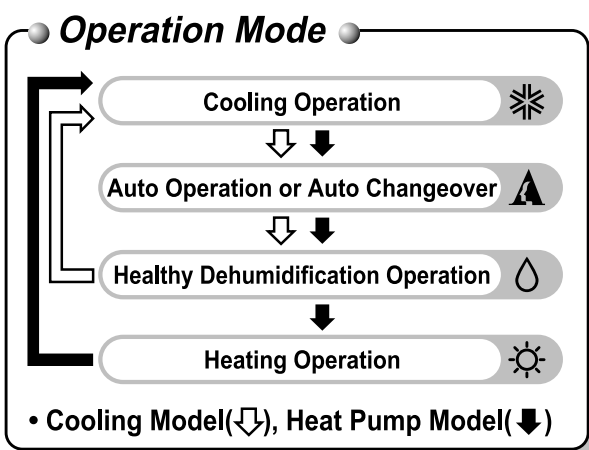 Operation Mode
Cooling Operation
Auto Operation or Auto Changeover
Healthy Dehumidification Operation
Heating Operation
• Cooling Model(⇩), Heat Pump Model(⬇)